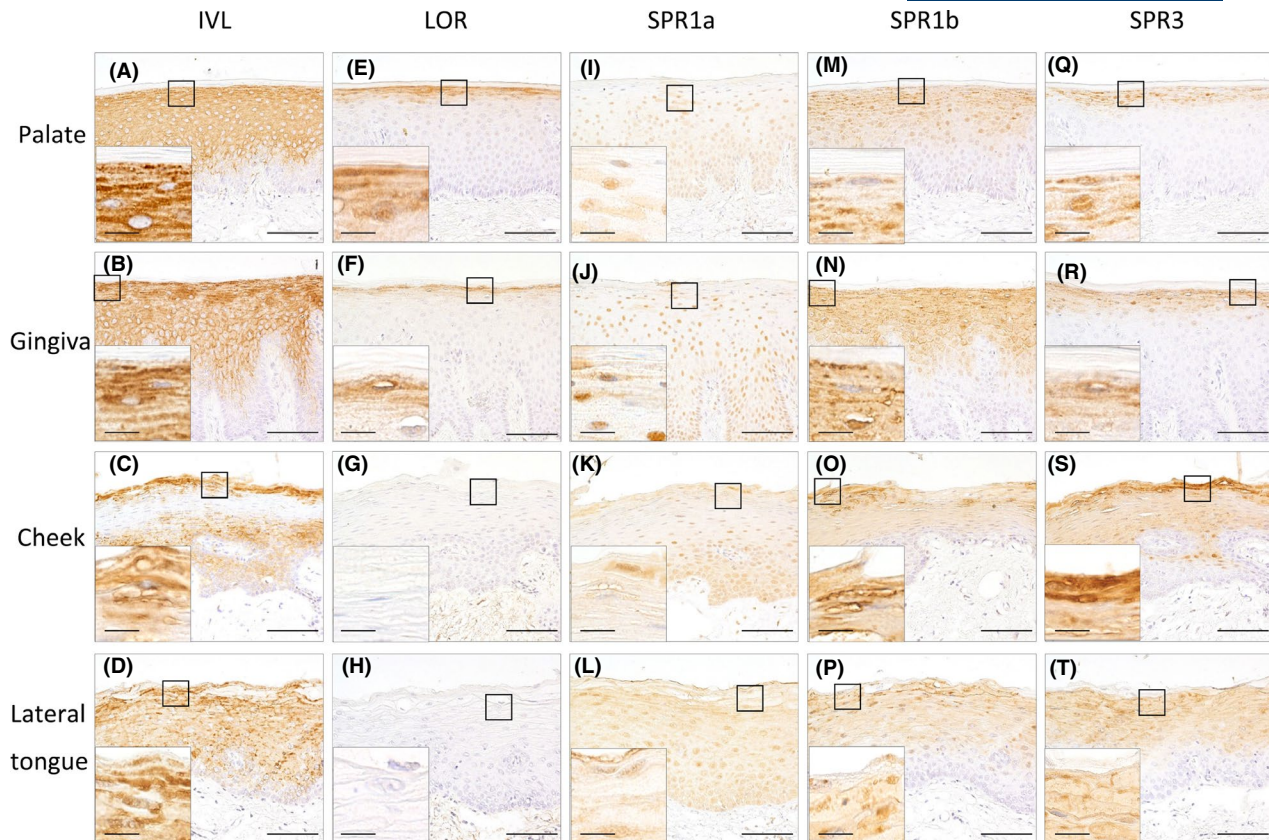 IVL LOR SPR1a SPR1b SPR3
Palate
(A) (E) (I) (M) (Q)
Gingiva
(B) (F) (J) (N) (R)
Cheek
(C) (G) (K) (O) (S)
Lateral
tongue
(D) (H) (L) (P) (T)